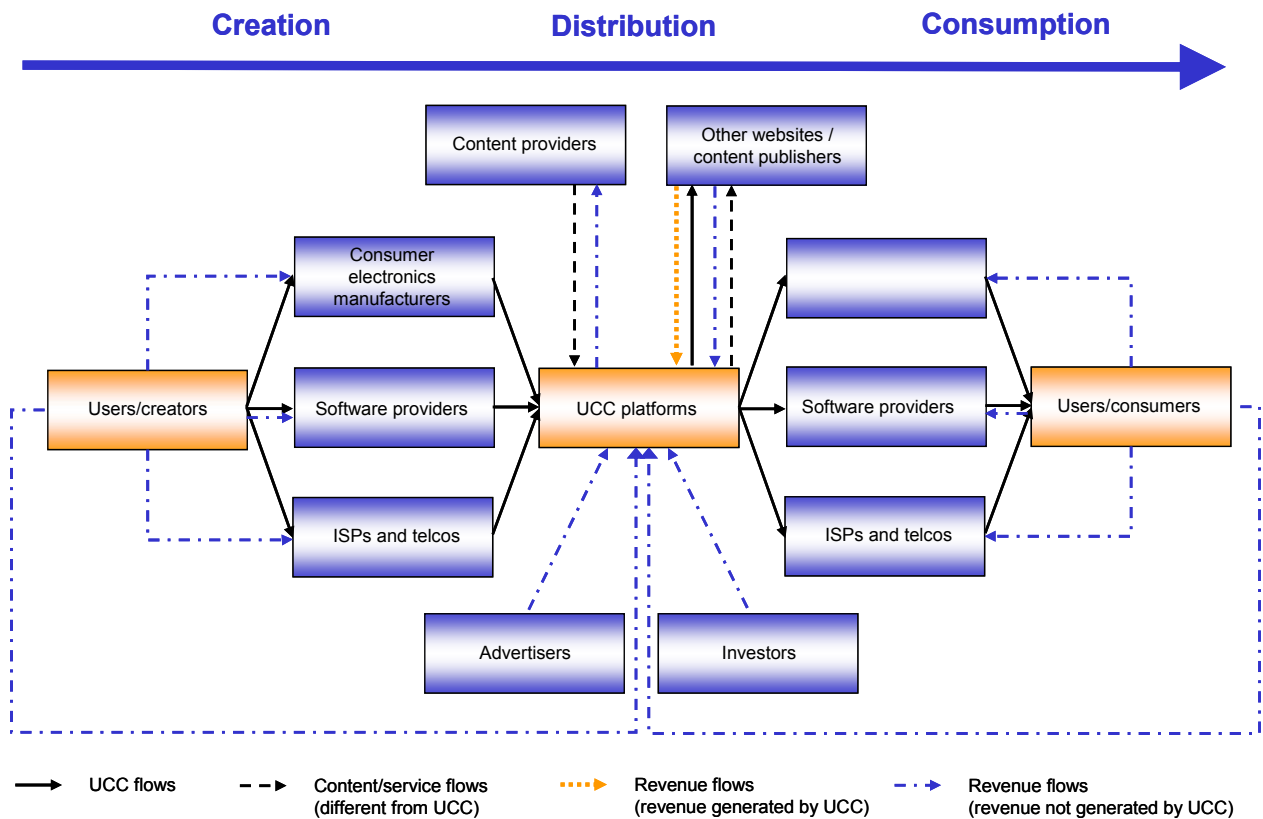 Creation
Distribution
Consumption
Content providers
Other websites /
content publishers
Consumer
electronics
manufacturers
Users/creators
Software providers
UCC platforms
Software providers
Users/consumers
ISPs and telcos
ISPs and telcos
Advertisers
Investors
UCC flows
Content/service flows
(different from UCC)
Revenue flows
(revenue generated by UCC)
Revenue flows
(revenue not generated by UCC)